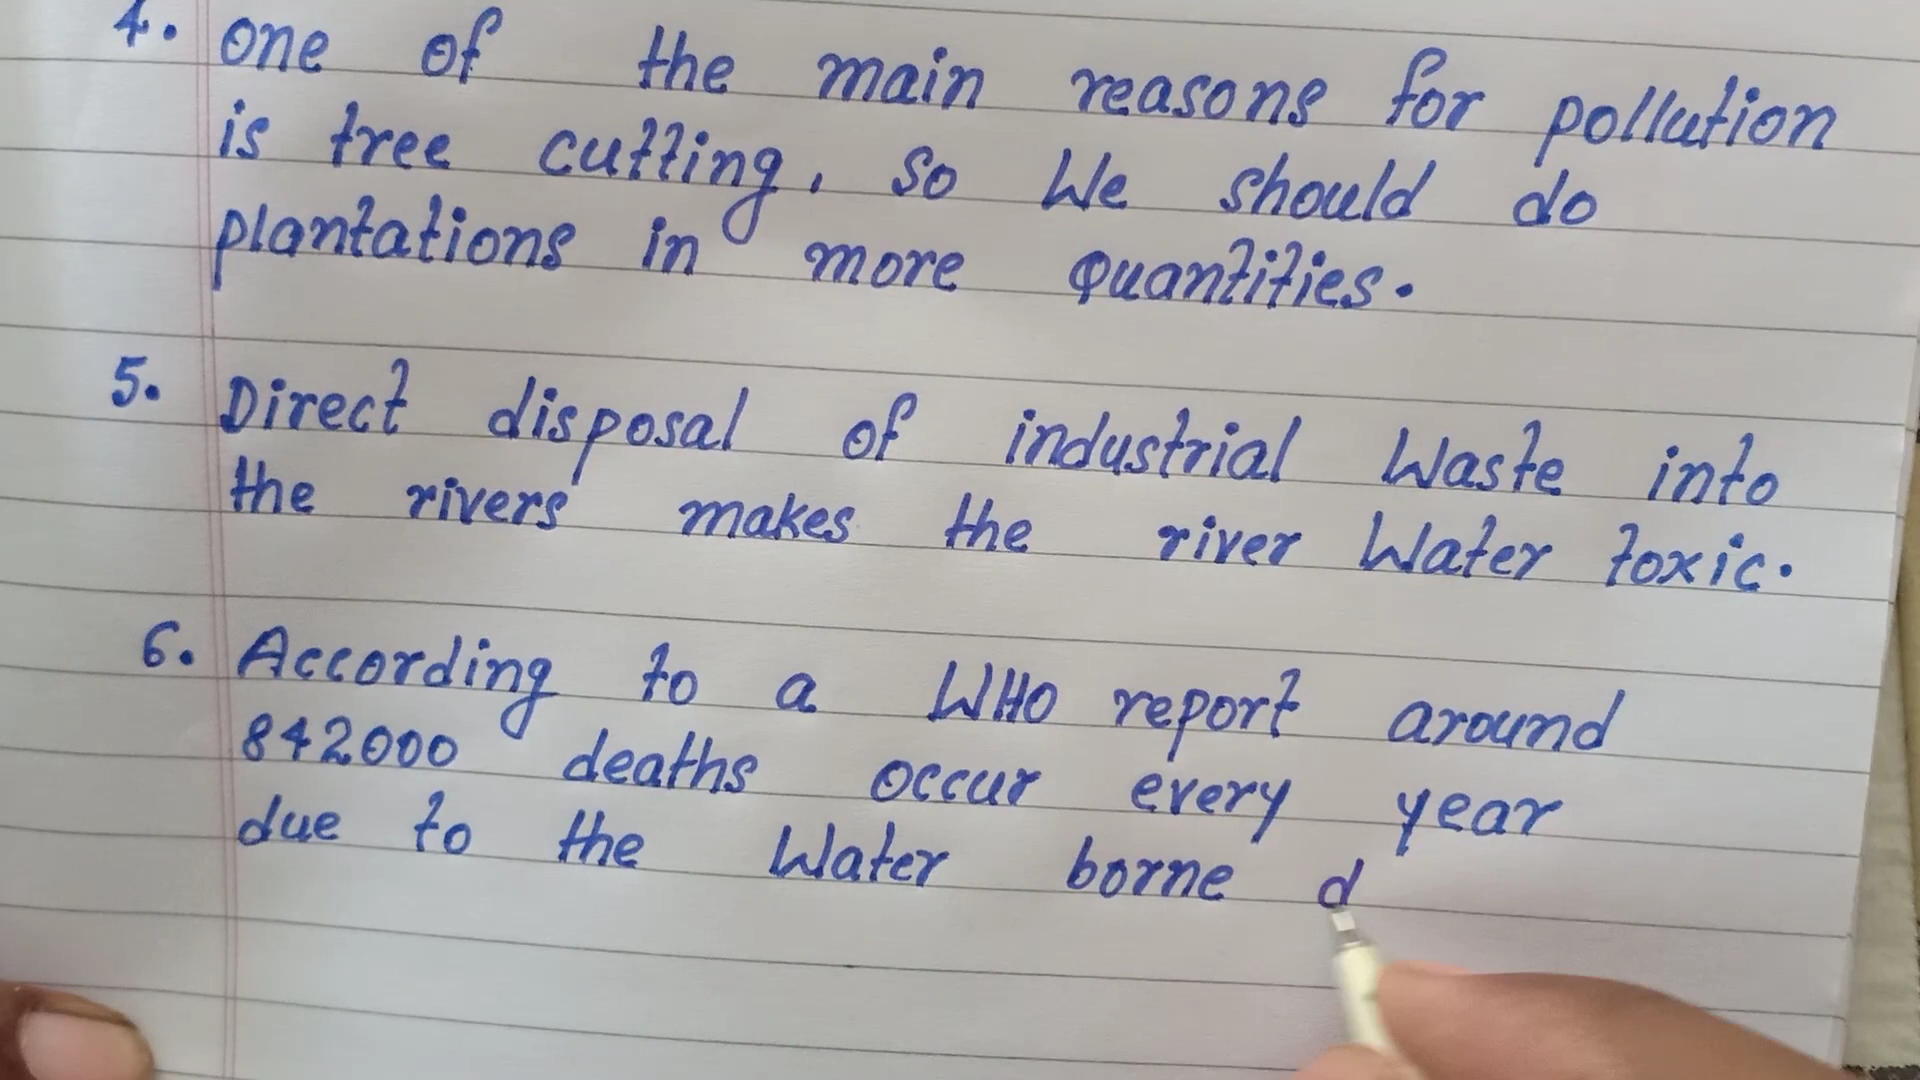 4. one of the main reasons for pollution
is tree cutting, so We should do
plantations in more Quantities.
5. Direct disposal of industrial Waste into
the rivers makes the river Water toxic.
6. According to a WHO report around
842000 deaths occur every year
due to the Water borne d